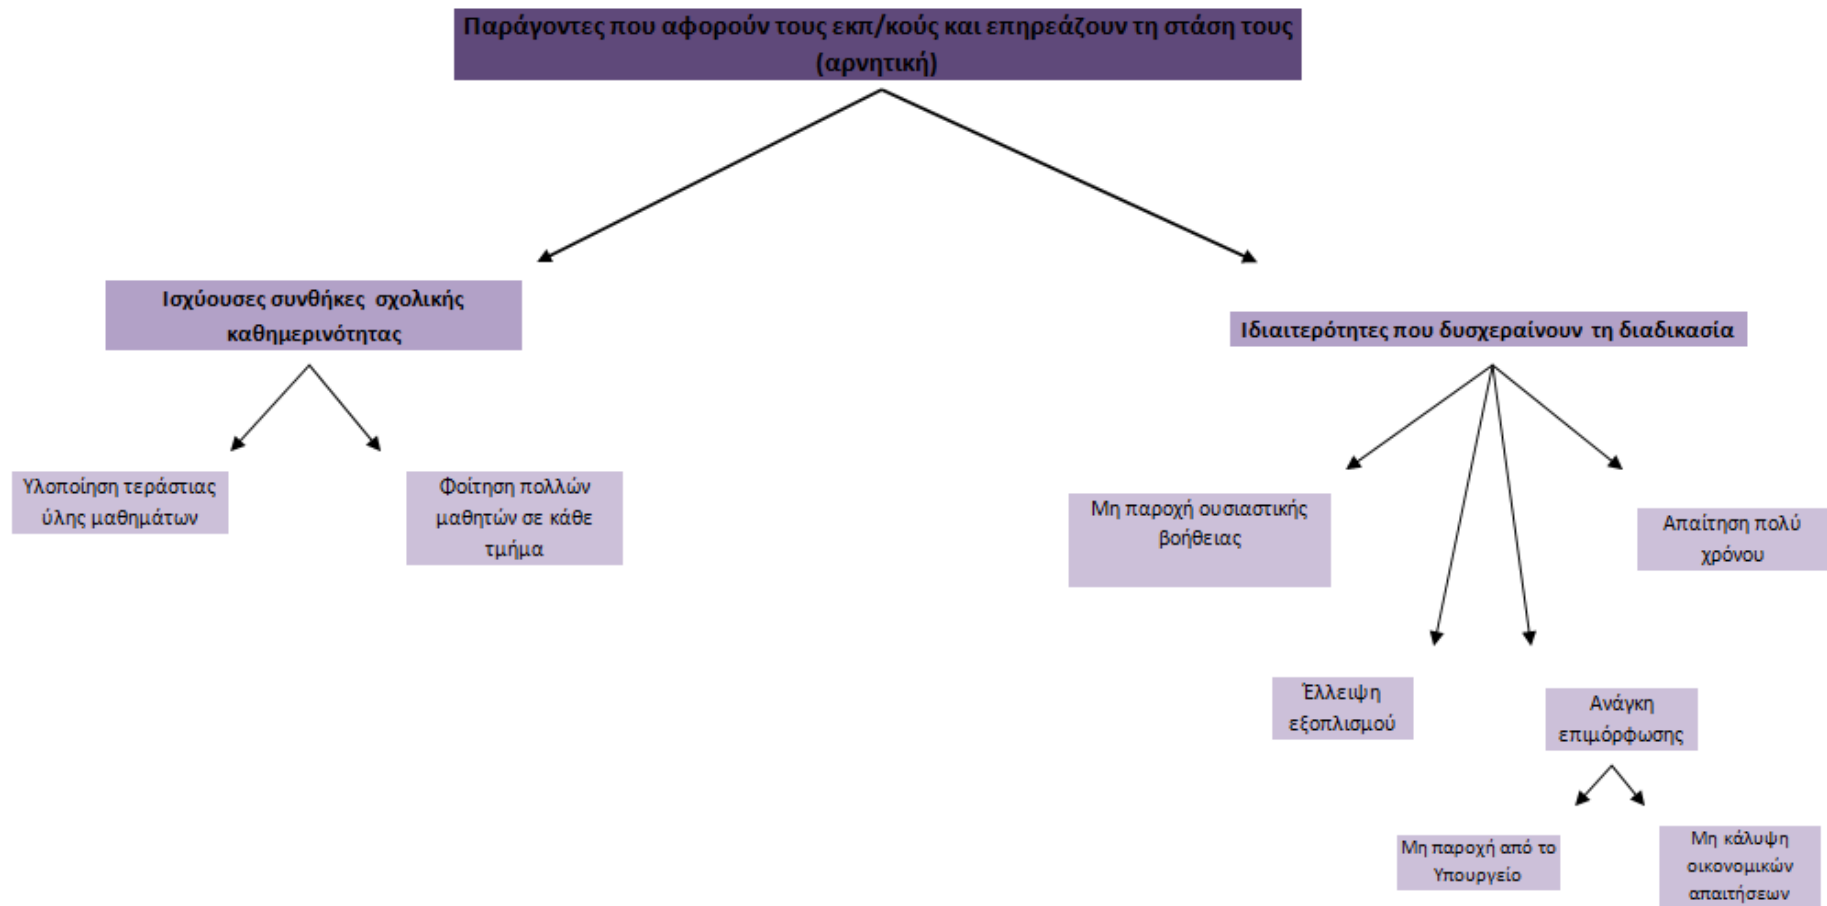 Παράγοντες που αφορούν τους εκπ/κούς και επηρεάζουν τη στάση τους
(αρνητική)
Ισχύουσες συνθήκες σχολικής
καθημερινότητας
Ιδιαιτερότητες που δυσχεραίνουν τη διαδικασία
Υλοποίηση τεράστιας
ύλης μαθημάτων
Φοίτηση πολλών
μαθητών σε κάθε
τμήμα
Μη παροχή ουσιαστικής
βοήθειας
Απαίτηση πολύ
χρόνου
Έλλειψη
εξοπλισμού
Ανάγκη
επιμόρφωσης
Μη παροχή από το
Υπουργείο
Μη κάλυψη
οικονομικών
απαιτήσεων